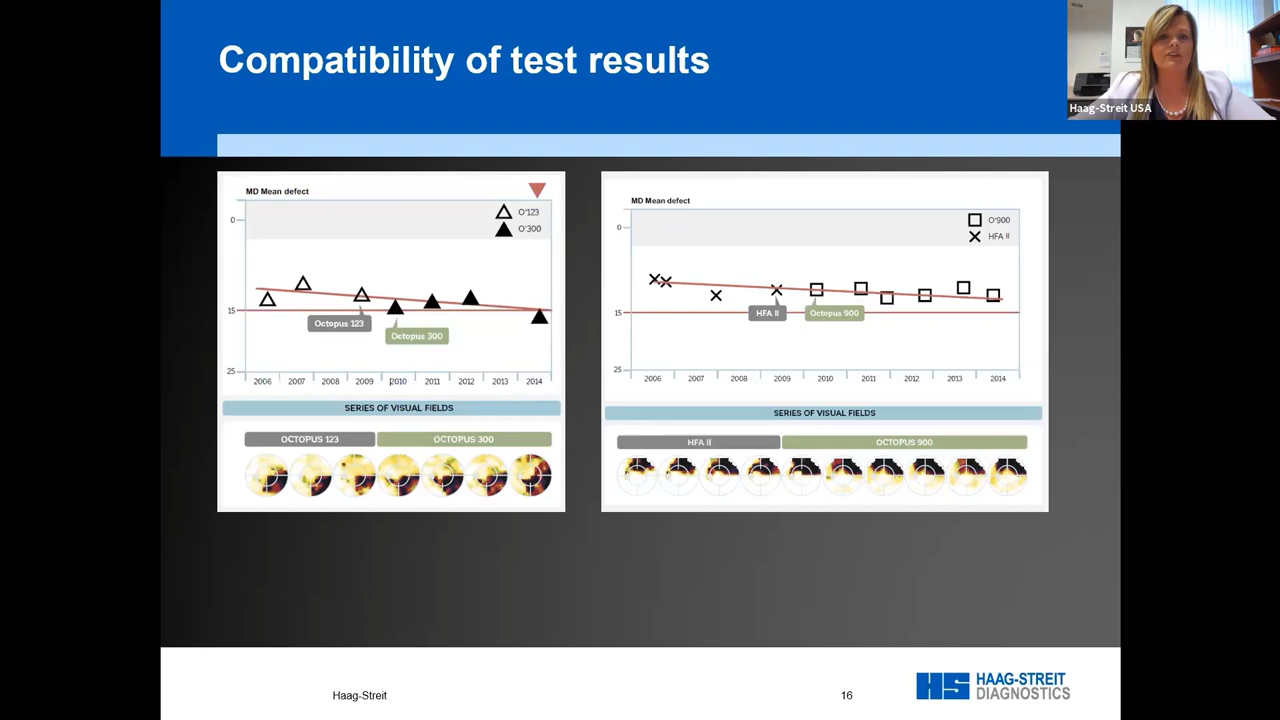 Compatibility of test results
Haag-Streit USA
MD Mean defect
O°123
O°300
0
15
25
Octopus 123
Octopus 300
2006 2007 2008 2009 2010 2011 2012 2013 2014
SERIES OF VISUAL FIELDS
OCTOPUS 123 OCTOPUS 300
MD Mean defect
O°900
HFA II
0
15
25
HFA II
Octopus 900
2006 2007 2008 2009 2010 2011 2012 2013 2014
SERIES OF VISUAL FIELDS
HFA II OCTOPUS 900
Haag-Streit
16
HS HAAG-STREIT
DIAGNOSTICS